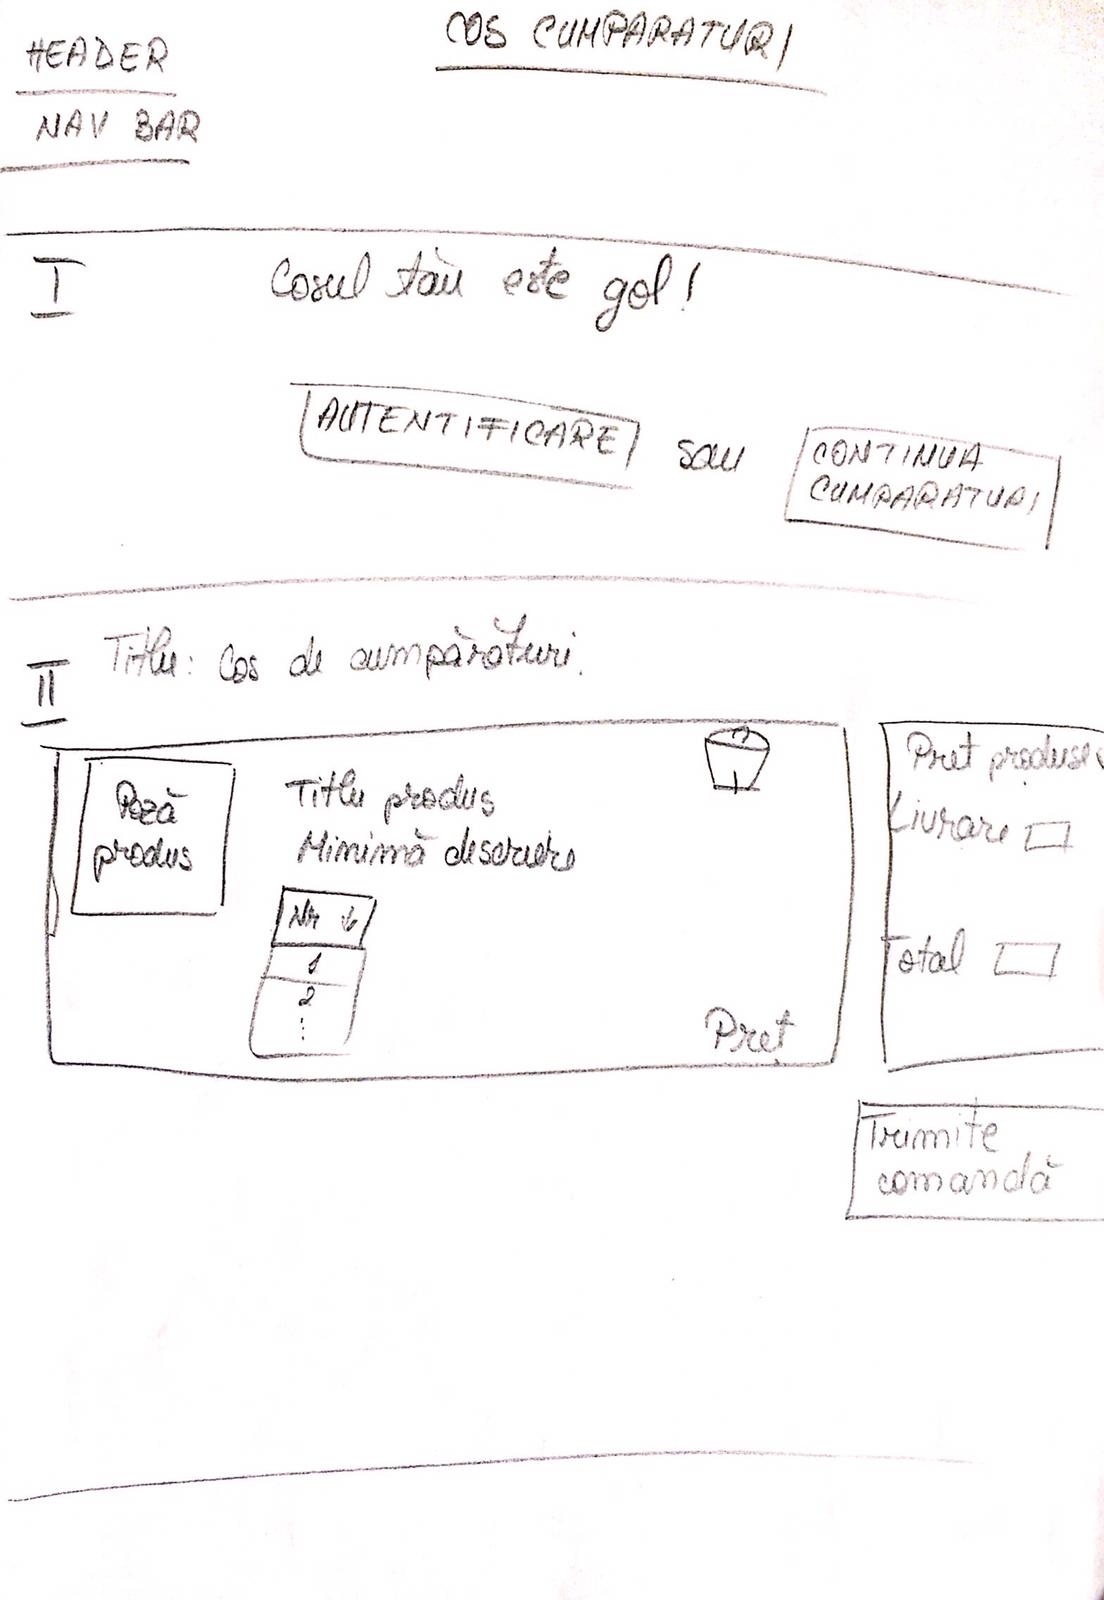 COS CUMPARATURI
HEADER
NAV BAR
I
Cosul tău este gol!
AUTENTIFICARE sau CONTINUA
CUMPARATURI
II
Titlu: Cos de cumpărături.
Poză
produs
Titlu produs
Minimă descriere
Nr ↓
1
2
⋮
Preț
Pret produse
Livrare
Total
Trimite
comandă